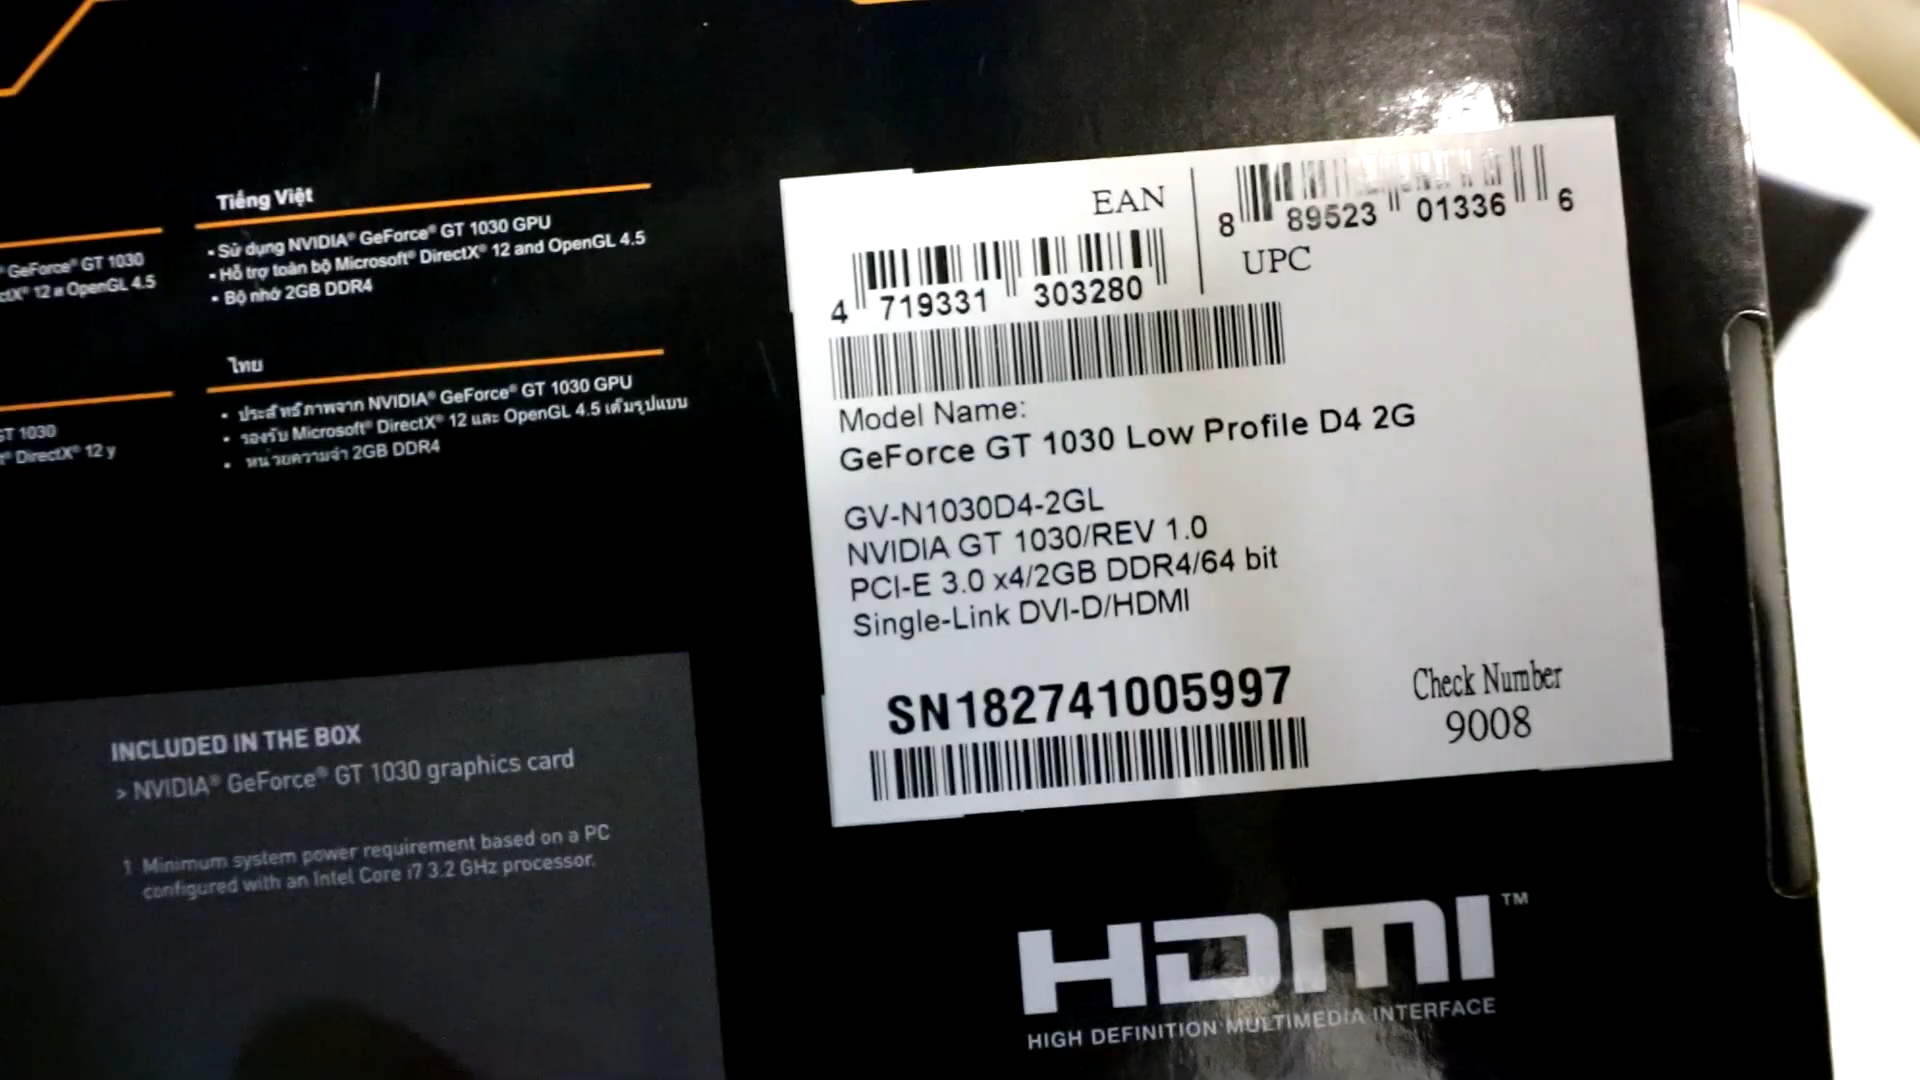 GeForce® GT 1030
12 и OpenGL 4.5
GT 1030
DirectX® 12 y
Tiếng Việt
▪ Sử dụng NVIDIA® GeForce® GT 1030 GPU
▪ Hỗ trợ toàn bộ Microsoft® DirectX® 12 and OpenGL 4.5
▪ Bộ nhớ 2GB DDR4
ไทย
▪ ประสิทธิภาพจาก NVIDIA® GeForce® GT 1030 GPU
▪ รองรับ Microsoft® DirectX® 12 และ OpenGL 4.5 เต็มรูปแบบ
▪ หน่วยความจำ 2GB DDR4
INCLUDED IN THE BOX
> NVIDIA® GeForce® GT 1030 graphics card
1 Minimum system power requirement based on a PC
configured with an Intel Core i7 3.2 GHz processor.
EAN
4 719331 303280
8 89523 01336 6
UPC
Model Name:
GeForce GT 1030 Low Profile D4 2G
GV-N1030D4-2GL
NVIDIA GT 1030/REV 1.0
PCI-E 3.0 x4/2GB DDR4/64 bit
Single-Link DVI-D/HDMI
SN182741005997
Check Number
9008
HDMI™
HIGH DEFINITION MULTIMEDIA INTERFACE